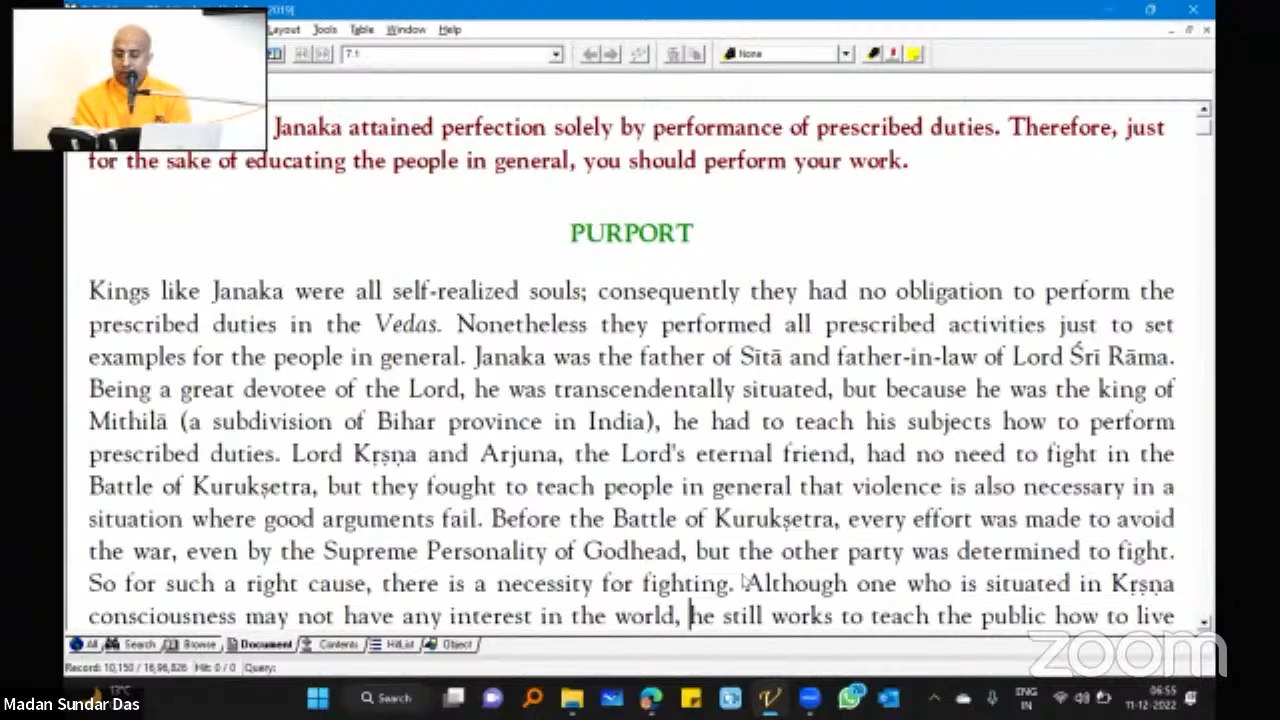 2019]
Layout Tools Table Window Help
7.1
None
Janaka attained perfection solely by performance of prescribed duties. Therefore, just
for the sake of educating the people in general, you should perform your work.
PURPORT
Kings like Janaka were all self-realized souls; consequently they had no obligation to perform the
prescribed duties in the Vedas. Nonetheless they performed all prescribed activities just to set
examples for the people in general. Janaka was the father of Sītā and father-in-law of Lord Śrī Rāma.
Being a great devotee of the Lord, he was transcendentally situated, but because he was the king of
Mithilā (a subdivision of Bihar province in India), he had to teach his subjects how to perform
prescribed duties. Lord Kṛṣṇa and Arjuna, the Lord's eternal friend, had no need to fight in the
Battle of Kurukṣetra, but they fought to teach people in general that violence is also necessary in a
situation where good arguments fail. Before the Battle of Kurukṣetra, every effort was made to avoid
the war, even by the Supreme Personality of Godhead, but the other party was determined to fight.
So for such a right cause, there is a necessity for fighting. Although one who is situated in Kṛṣṇa
consciousness may not have any interest in the world, he still works to teach the public how to live
All Search Browse Document Contents HitList Object
zoom
Record: 10,150 / 16,96,826 Hit: 0 / 0 Query:
Madan Sundar Das
13°C
Search
ENG
IN
06:55
11-12-2022